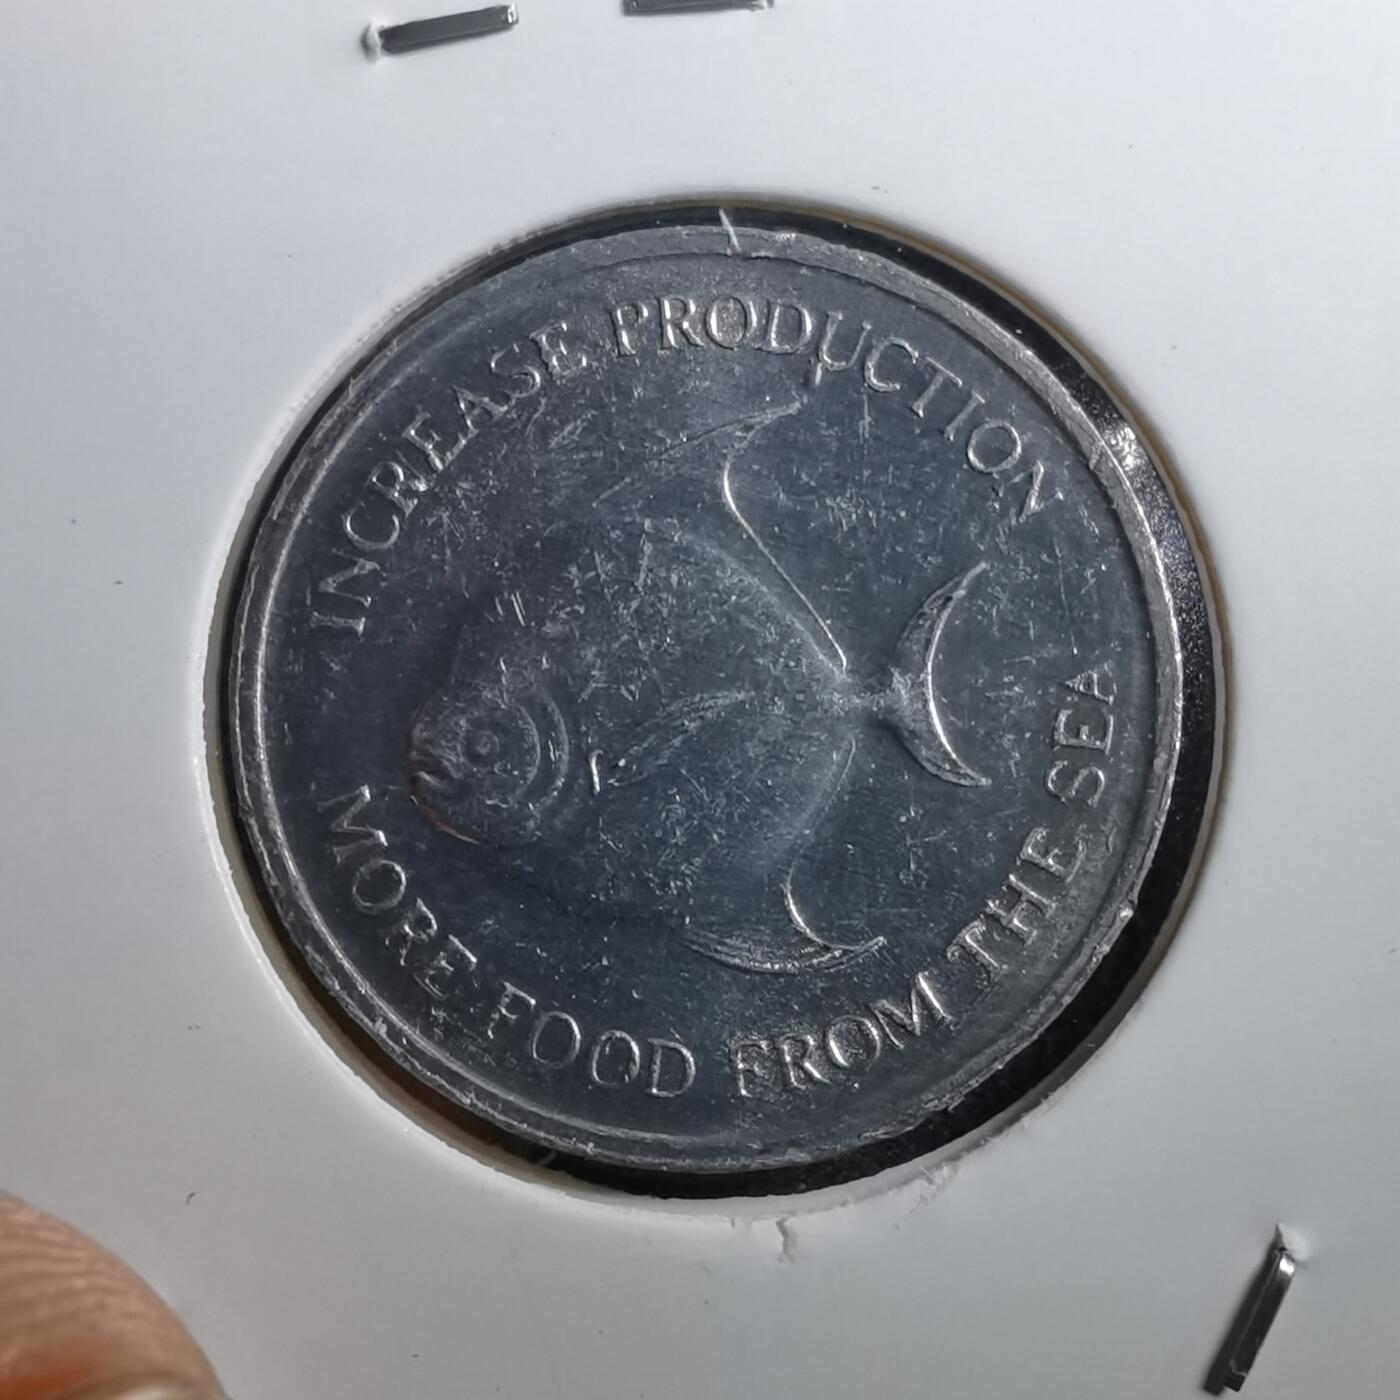 INCREASE PRODUCTION
MORE FOOD FROM THE SEA